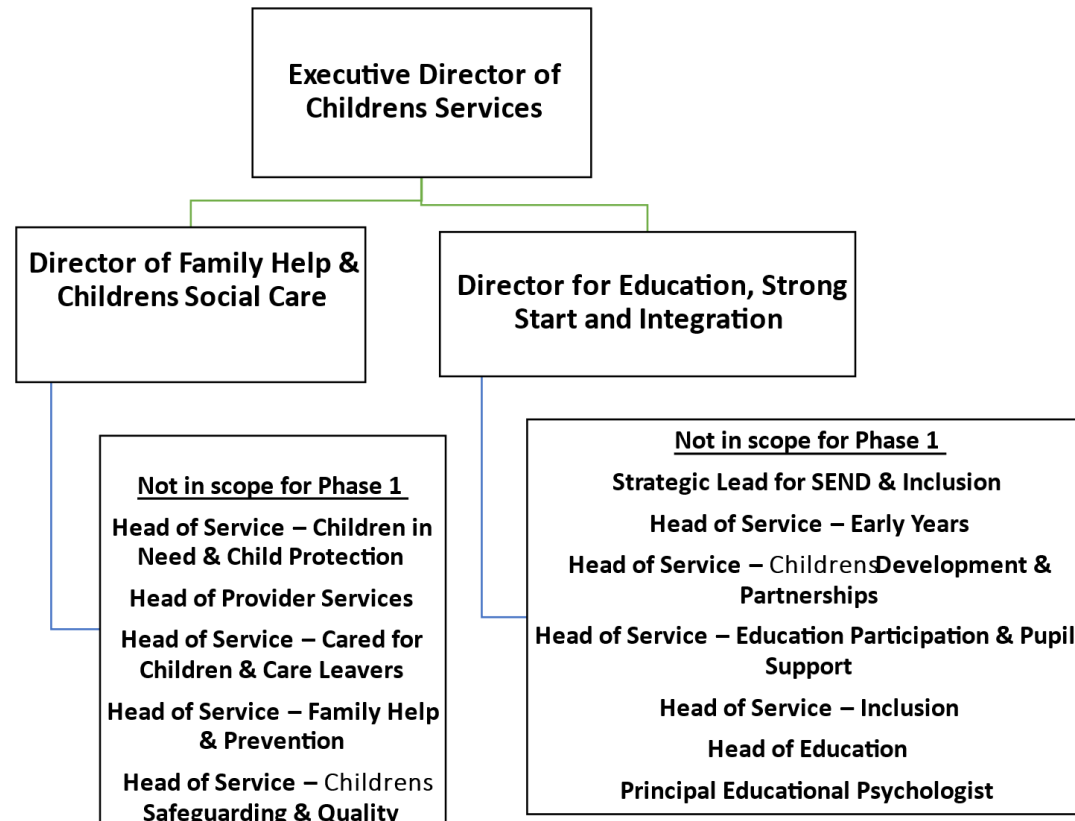 Executive Director of
Childrens Services
Director of Family Help &
Childrens Social Care
Director for Education, Strong
Start and Integration
Not in scope for Phase 1
Head of Service – Children in
Need & Child Protection
Head of Provider Services
Head of Service – Cared for
Children & Care Leavers
Head of Service – Family Help
& Prevention
Head of Service – Childrens
Safeguarding & Quality
Not in scope for Phase 1
Strategic Lead for SEND & Inclusion
Head of Service – Early Years
Head of Service – Childrens Development &
Partnerships
Head of Service – Education Participation & Pupil
Support
Head of Service – Inclusion
Head of Education
Principal Educational Psychologist